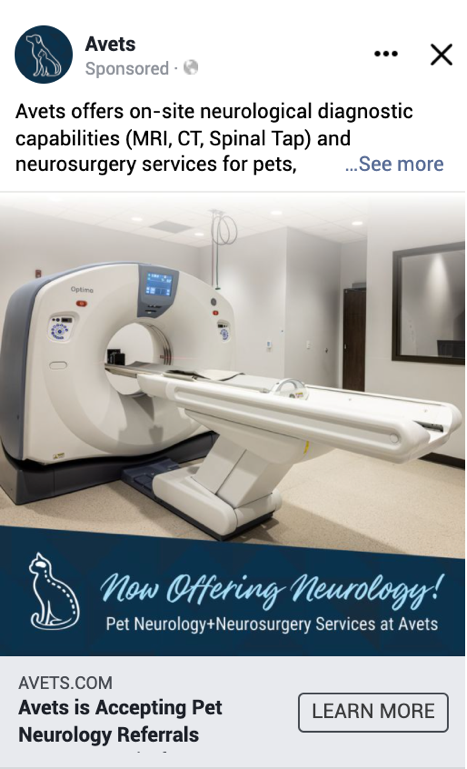 Avets
Sponsored ·
Avets offers on-site neurological diagnostic
capabilities (MRI, CT, Spinal Tap) and
neurosurgery services for pets, ...See more
Optima
Now Offering Neurology!
Pet Neurology+Neurosurgery Services at Avets
AVETS.COM
Avets is Accepting Pet
Neurology Referrals
LEARN MORE